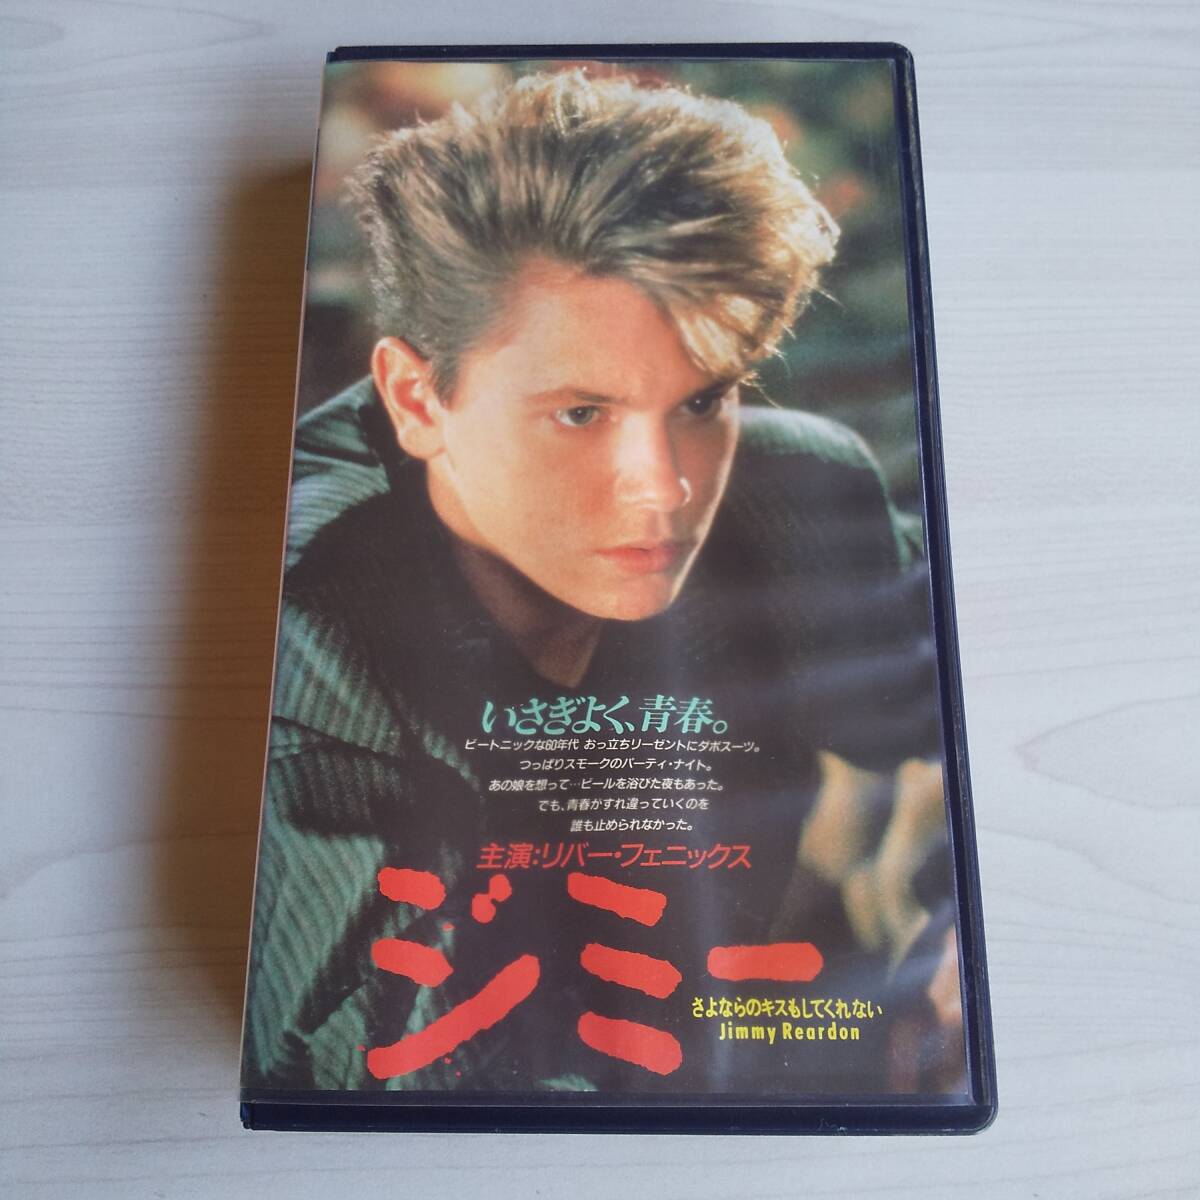 いさぎよく、青春。
ビートニックな60年代 おっ立ちリーゼントにダボスーツ。
つっぱりスモークのパーティ・ナイト。
あの娘を想って…ビールを浴びた夜もあった。
でも、青春がすれ違っていくのを
誰も止められなかった。
主演:リバー・フェニックス
ジミー
さよならのキスもしてくれない
Jimmy Reardon